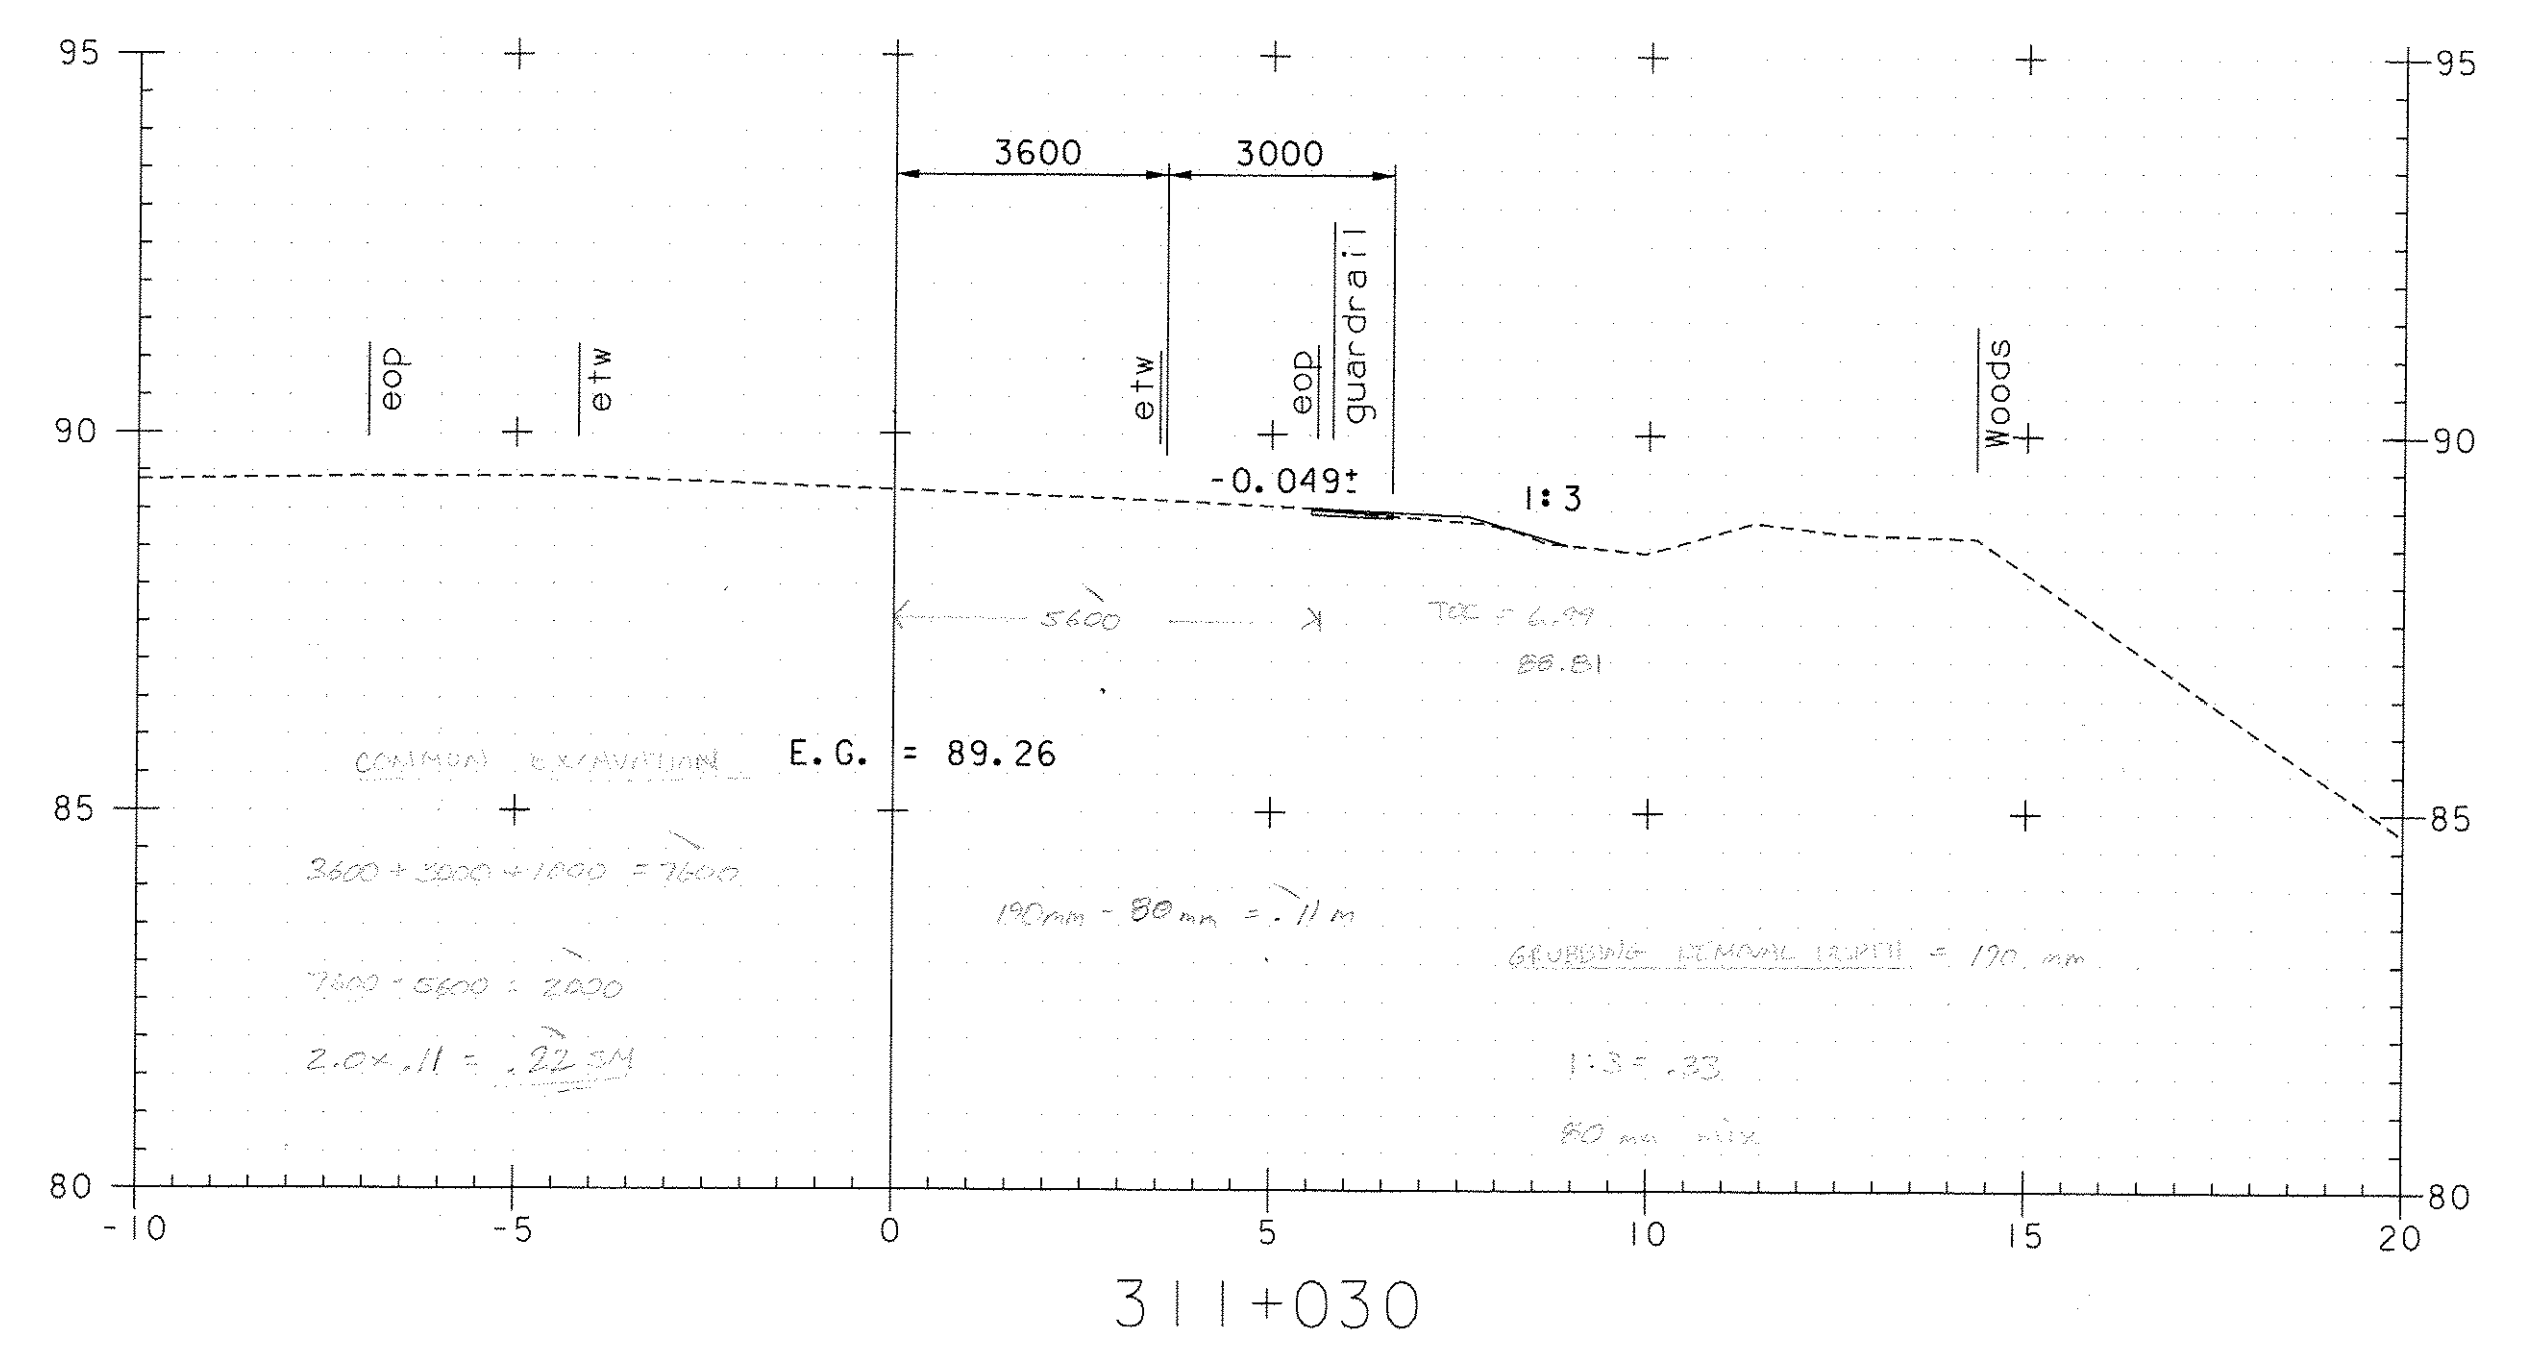 95 95
3600 3000
eop etw etw eop guardrail Woods
90 90
-0.049± 1:3
5600 = 6.99
88.81
E.G. = 89.26
COMMON EXCAVATION
85 85
3600 + 3000 + 1000 = 7600
190mm - 80mm = .11 m
GRUBBING REMOVAL DEPTH = 190 mm
7600 - 5600 = 2000
2.0 x .11 = .22 SM
1:3 = .33
80 mm mix
80 80
-10 -5 0 5 10 15 20
311+030